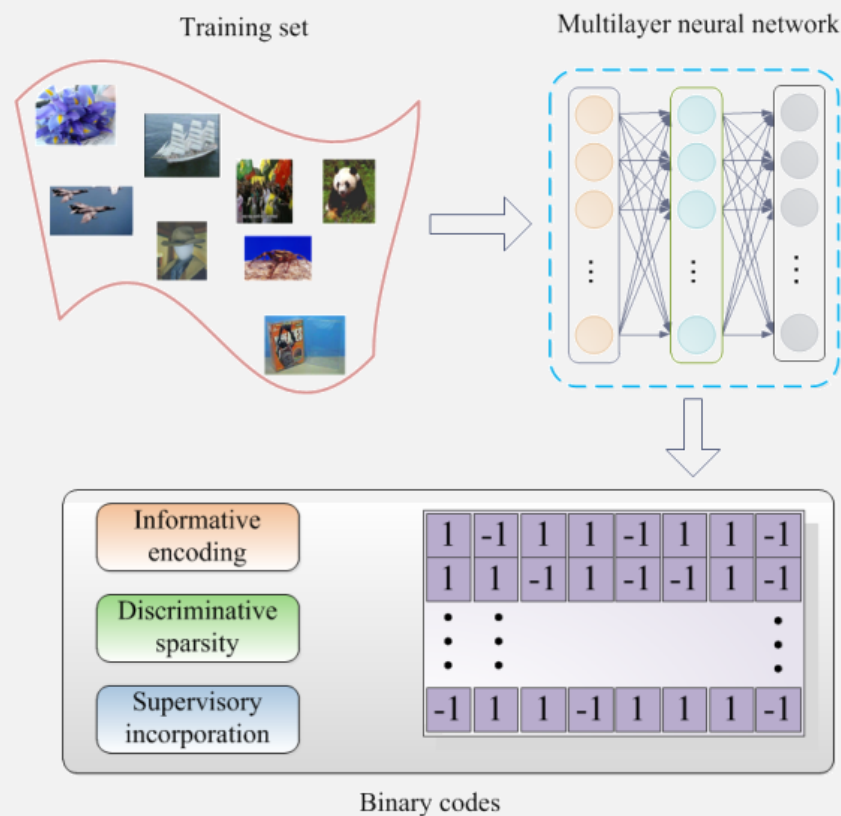 Training set
Multilayer neural network
Informative
encoding
Discriminative
sparsity
Supervisory
incorporation
1 -1 1 1 -1 1 1 -1
1 1 -1 1 -1 -1 1 -1
-1 1 1 -1 1 1 1 -1
Binary codes